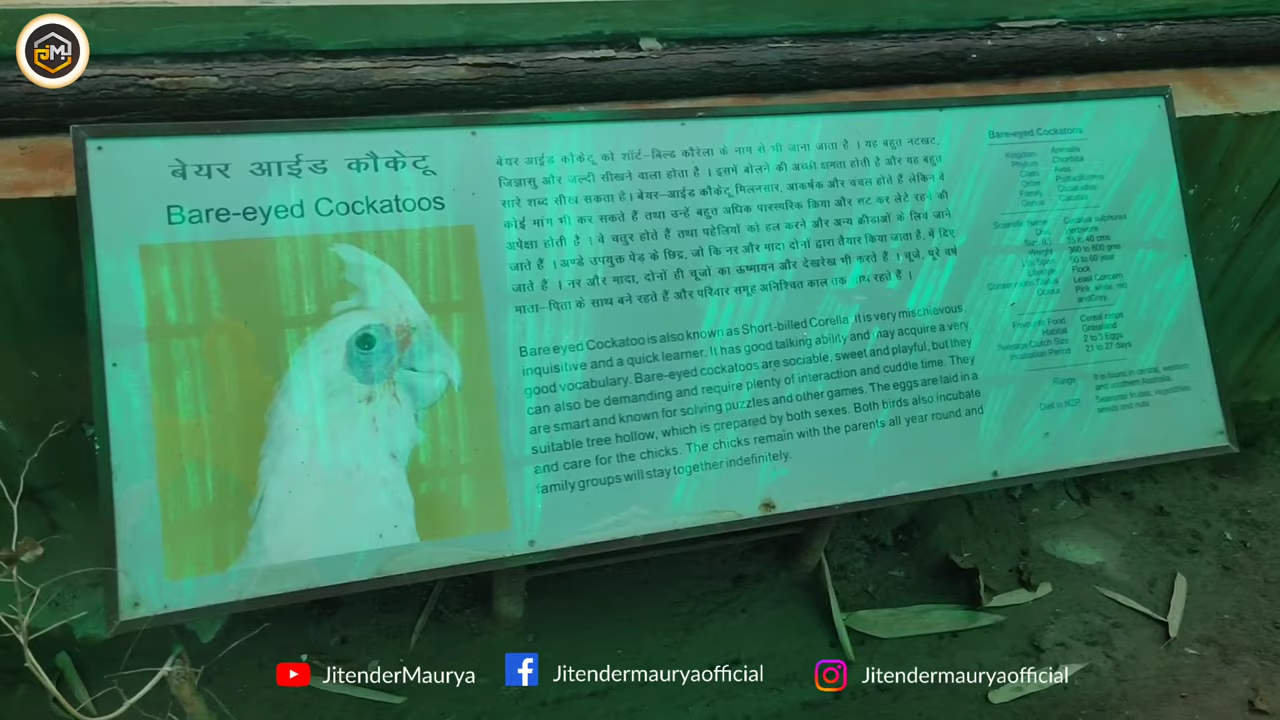 JM
बेयर आईड कौकेटू
Bare-eyed Cockatoos
बेयर आईड कौकेटू को शॉर्ट–बिल्ड कौरेला के नाम से भी जाना जाता है । यह बहुत नटखट,
जिज्ञासु और जल्दी सीखने वाला होता है । इसमें बोलने की अच्छी क्षमता होती है और यह बहुत
सारे शब्द सीख सकता है। बेयर–आईड कौकेटू मिलनसार, आकर्षक और चंचल होते हैं लेकिन वे
कोई मांग भी कर सकते हैं तथा उन्हें बहुत अधिक पारस्परिक क्रिया और सट कर लेटे रहने की
अपेक्षा होती है । वे चतुर होते हैं तथा पहेलियों को हल करने और अन्य क्रीडाओं के लिय जाने
जाते हैं । अण्डे उपयुक्त पेड़ के छिद्र, जो कि नर और मादा दोनों द्वारा तैयार किया जाता है, में दिए
जाते हैं । नर और मादा, दोनों ही चूजों का ऊष्मायन और देखरेख भी करते हैं । चूजे, पूरे वर्ष
माता–पिता के साथ बने रहते हैं और परिवार समूह अनिश्चित काल तक साथ रहते हैं ।
Bare eyed Cockatoo is also known as Short-billed Corella. It is very mischievous,
inquisitive and a quick learner. It has good talking ability and may acquire a very
good vocabulary. Bare-eyed cockatoos are sociable, sweet and playful, but they
can also be demanding and require plenty of interaction and cuddle time. They
are smart and known for solving puzzles and other games. The eggs are laid in a
suitable tree hollow, which is prepared by both sexes. Both birds also incubate
and care for the chicks. The chicks remain with the parents all year round and
family groups will stay together indefinitely.
Bare-eyed Cockatoos
Kingdom Animalia
Phylum Chordata
Class Aves
Order Psittaciformes
Family
Genus Cacatua
Scientific Name Cacatua sulphurea
Diet Herbivore
Size (L) 35 to 40 cms
Weight 360 to 800 gms
Life Span 50 to 60 year
Lifestyle Flock
Conservation Status Least Concern
Colour Pink, white, red
and Grey
Favourite Food Cereal crops
Habitat Grassland
Average Clutch Size 2 to 5 Eggs
Incubation Period 21 to 27 days
Range It is found in central, western
and southern Australia.
Diet in NZP Seasonal fruits, vegetables
seeds and nuts
JitenderMaurya
Jitendermauryaofficial
Jitendermauryaofficial